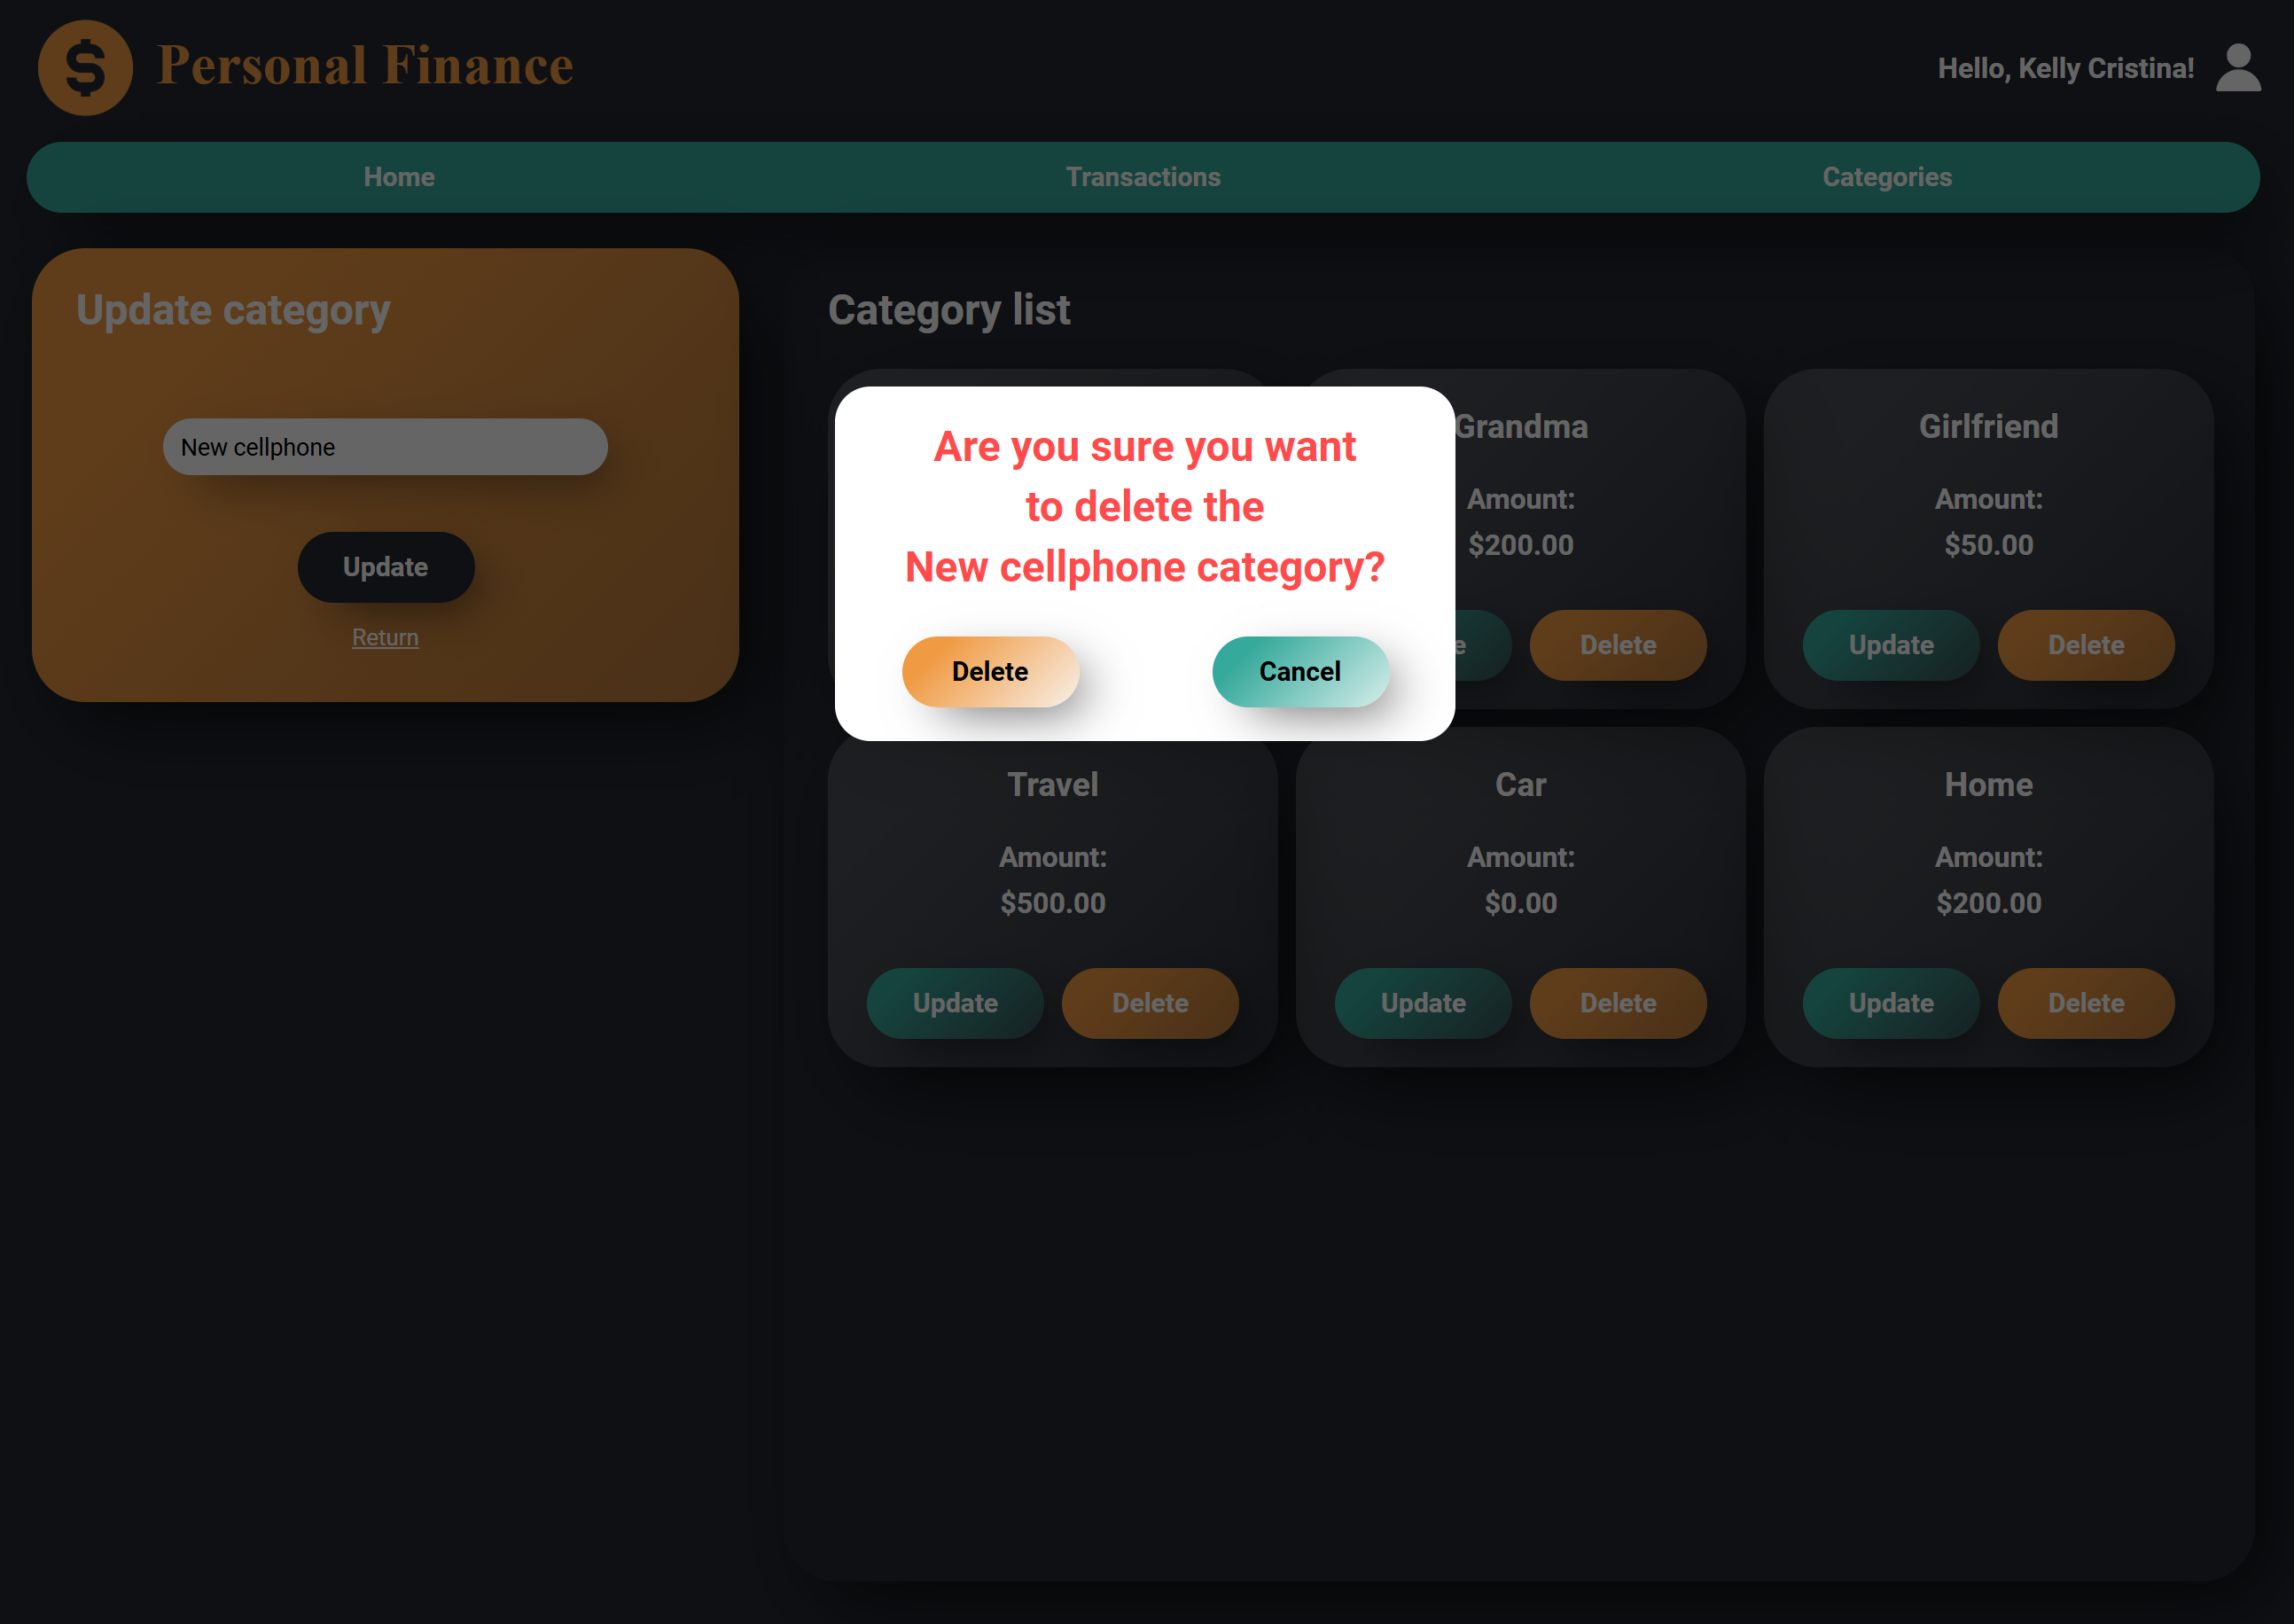 Personal Finance
Hello, Kelly Cristina!
Home
Transactions
Categories
Update category
New cellphone
Update
Return
Category list
Are you sure you want
to delete the
New cellphone category?
Delete
Cancel
Grandma
Amount:
$200.00
Delete
Girlfriend
Amount:
$50.00
Update
Delete
Travel
Amount:
$500.00
Update
Delete
Car
Amount:
$0.00
Update
Delete
Home
Amount:
$200.00
Update
Delete